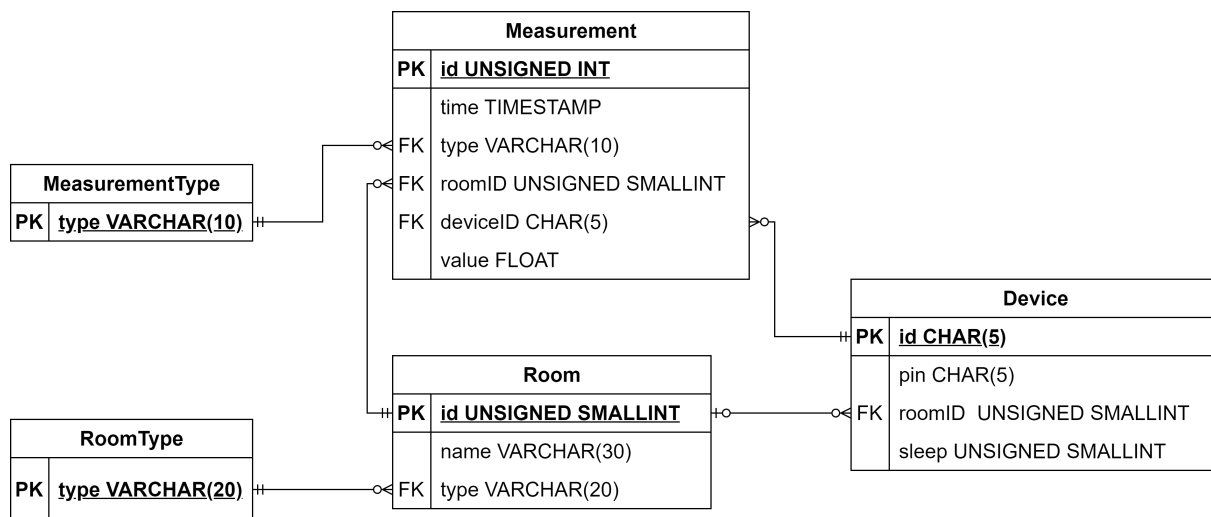 Measurement
PK id UNSIGNED INT
time TIMESTAMP
FK type VARCHAR(10)
FK roomID UNSIGNED SMALLINT
FK deviceID CHAR(5)
value FLOAT
MeasurementType
PK type VARCHAR(10)
Device
PK id CHAR(5)
pin CHAR(5)
FK roomID UNSIGNED SMALLINT
sleep UNSIGNED SMALLINT
Room
PK id UNSIGNED SMALLINT
name VARCHAR(30)
FK type VARCHAR(20)
RoomType
PK type VARCHAR(20)